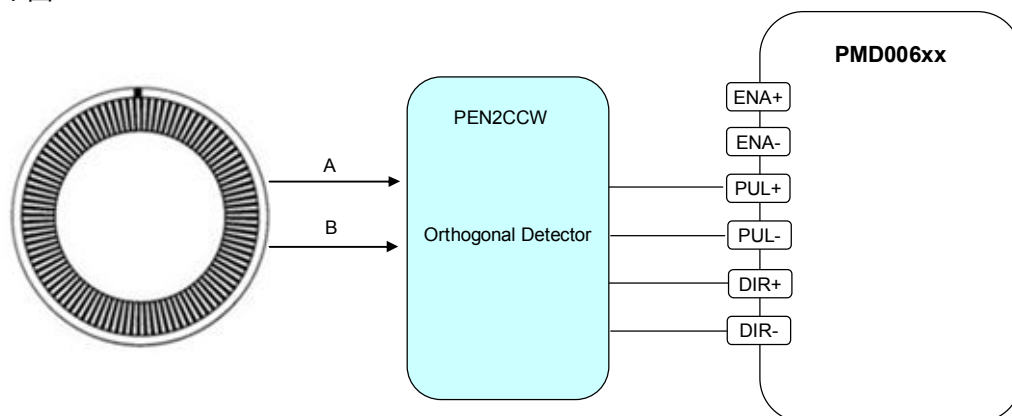 PMD006xx
ENA+
PEN2CCW
ENA-
A
PUL+
B
Orthogonal Detector
PUL-
DIR+
DIR-